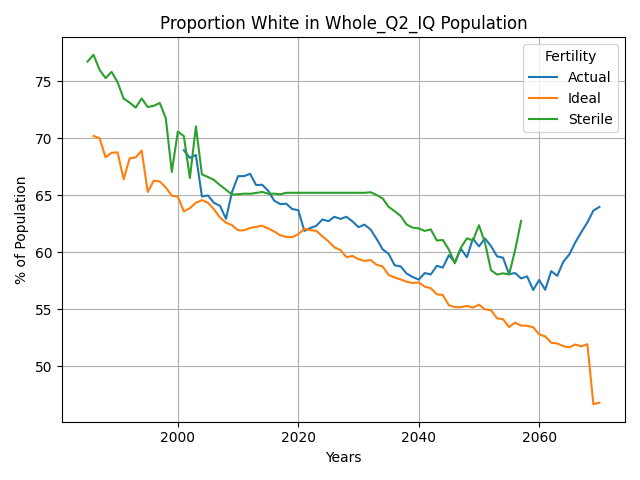 Proportion White in Whole_Q2_IQ Population
Fertility
Actual
Ideal
Sterile
% of Population
75
70
65
60
55
50
2000 2020 2040 2060
Years